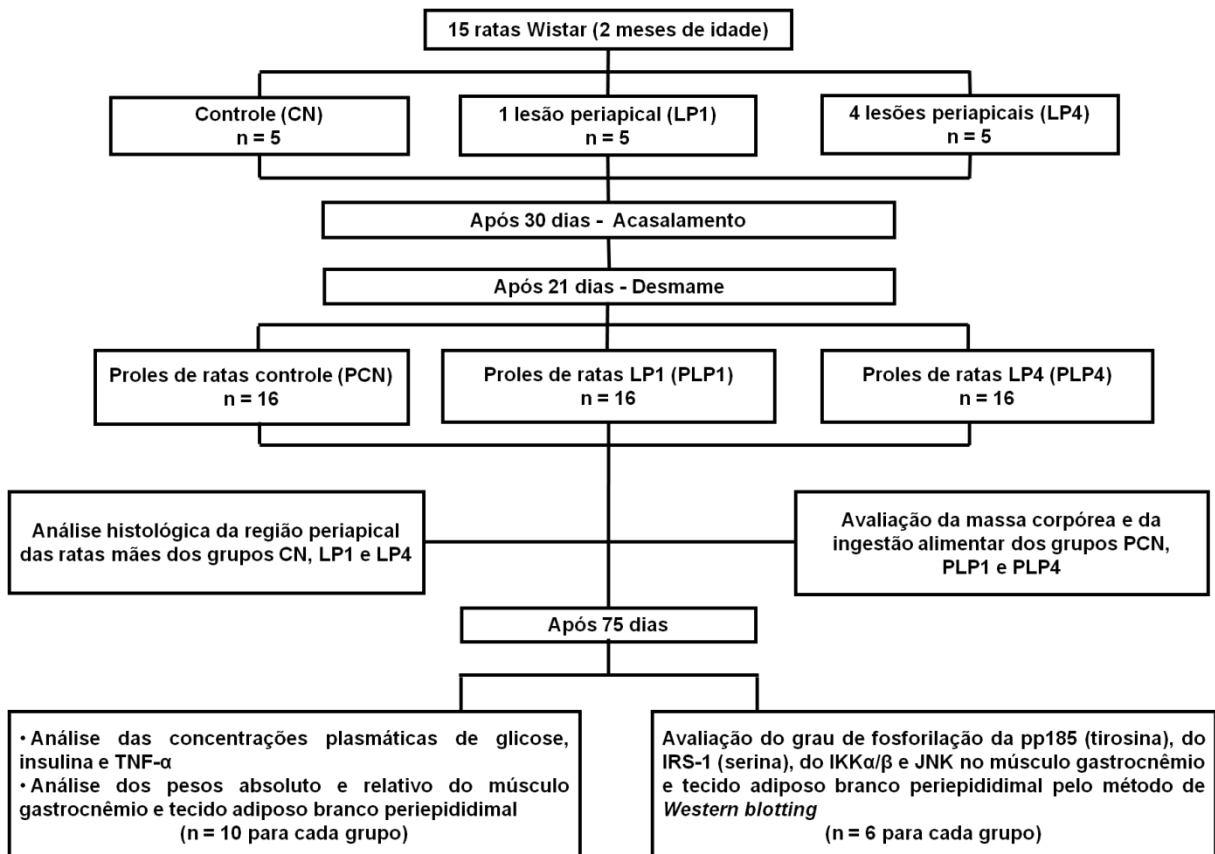 15 ratas Wistar (2 meses de idade)
Controle (CN)
n = 5
1 lesão periapical (LP1)
n = 5
4 lesões periapicais (LP4)
n = 5
Após 30 dias - Acasalamento
Após 21 dias - Desmame
Proles de ratas controle (PCN)
n = 16
Proles de ratas LP1 (PLP1)
n = 16
Proles de ratas LP4 (PLP4)
n = 16
Análise histológica da região periapical
das ratas mães dos grupos CN, LP1 e LP4
Avaliação da massa corpórea e da
ingestão alimentar dos grupos PCN,
PLP1 e PLP4
Após 75 dias
• Análise das concentrações plasmáticas de glicose,
insulina e TNF-α
• Análise dos pesos absoluto e relativo do músculo
gastrocnêmio e tecido adiposo branco periepididimal
(n = 10 para cada grupo)
Avaliação do grau de fosforilação da pp185 (tirosina), do
IRS-1 (serina), do IKKα/β e JNK no músculo gastrocnêmio
e tecido adiposo branco periepididimal pelo método de
Western blotting
(n = 6 para cada grupo)